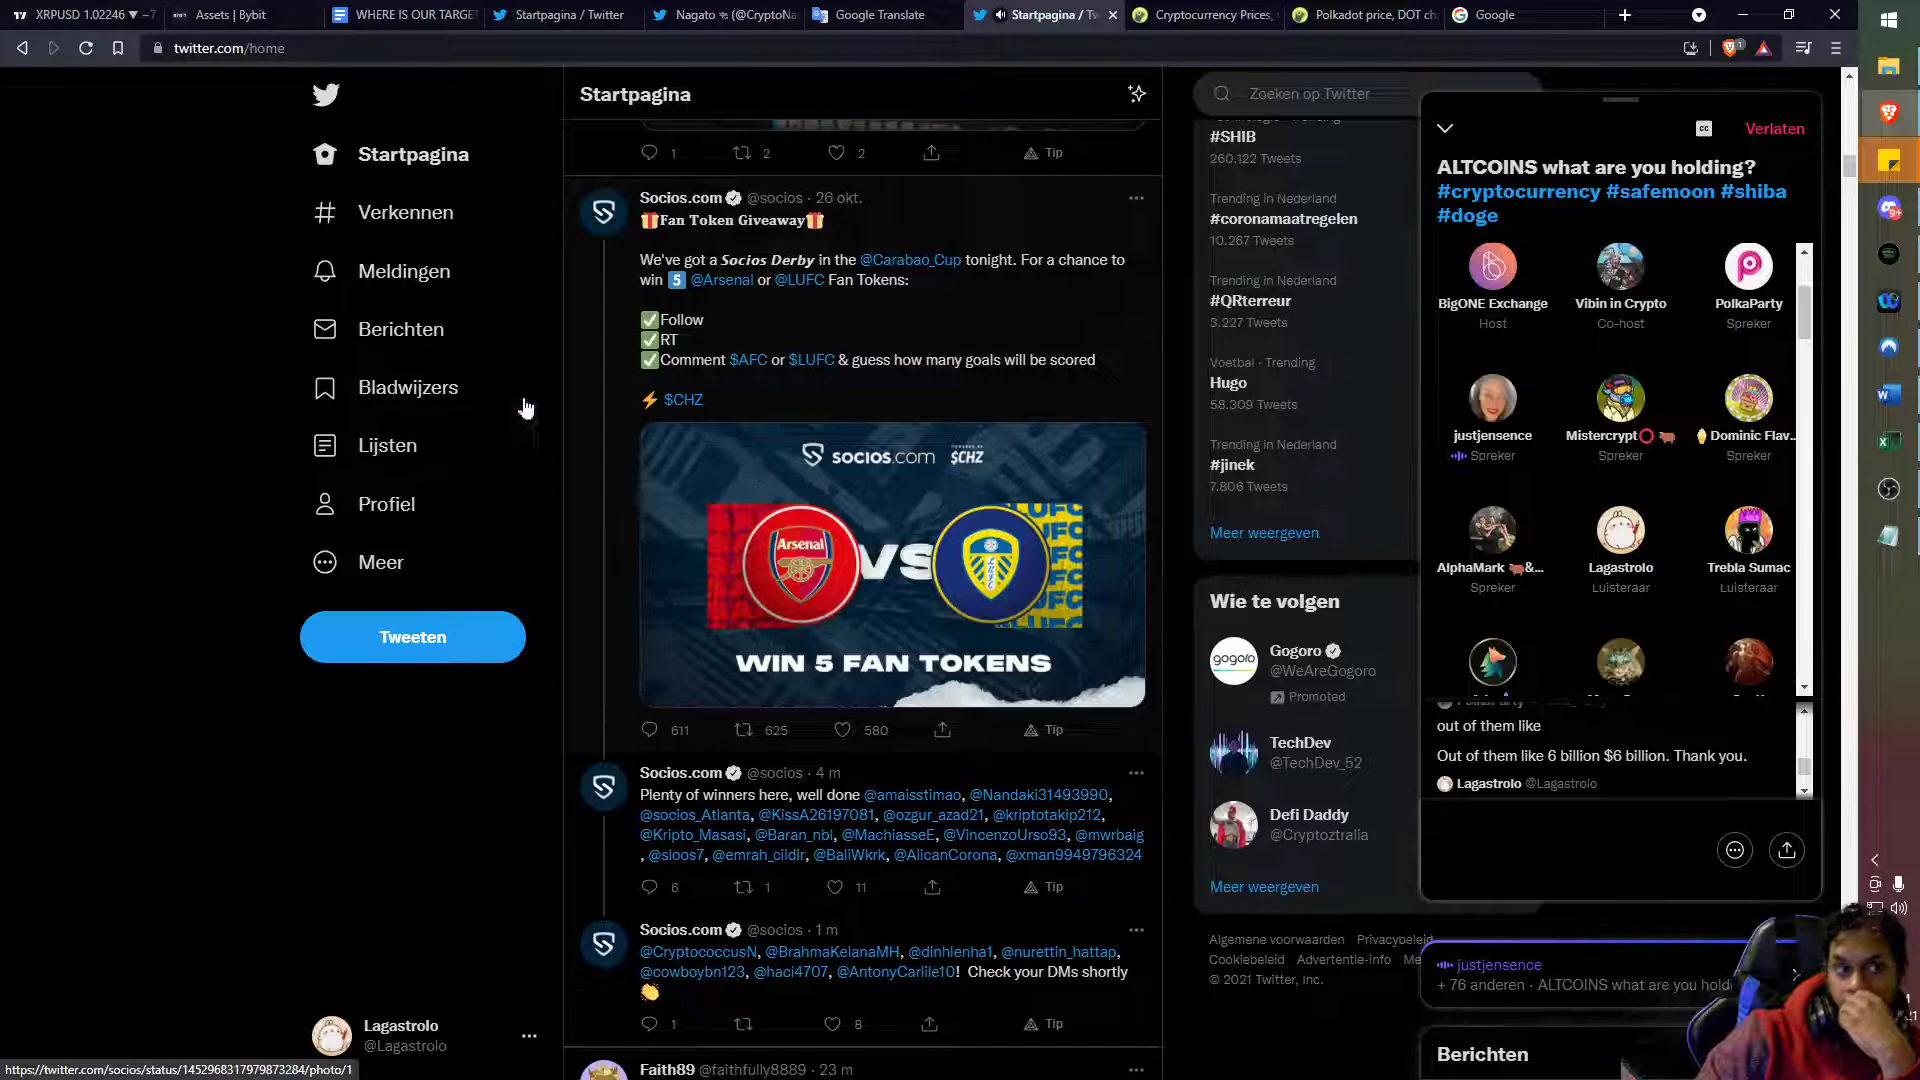 XRPUSD 1.02246 ▼ −7
Assets | Bybit
WHERE IS OUR TARGET
Startpagina / Twitter
Nagato
(@CryptoNa
Google Translate
Startpagina / Tw
Cryptocurrency Prices,
Polkadot price, DOT ch
Google
twitter.com/home
Startpagina
Verkennen
Meldingen
Berichten
Bladwijzers
Lijsten
Profiel
Meer
Tweeten
Lagastrolo
@Lagastrolo
https://twitter.com/socios/status/1452968317979873284/photo/1
Startpagina
1 2 2 Tip
Socios.com @socios · 26 okt.
🎁Fan Token Giveaway🎁
We've got a Socios Derby in the @Carabao_Cup tonight. For a chance to
win 5️⃣ @Arsenal or @LUFC Fan Tokens:
✅Follow
✅RT
✅Comment $AFC or $LUFC & guess how many goals will be scored
⚡ $CHZ
socios.com POWERED BY $CHZ
Arsenal
VS
LUFC
WIN 5 FAN TOKENS
611 625 580 Tip
Socios.com @socios · 4 m
Plenty of winners here, well done @amaisstimao, @Nandaki31493990,
@socios_Atlanta, @KissA26197081, @ozgur_azad21, @kriptotakip212,
@Kripto_Masasi, @Baran_nbl, @MachiasseE, @VincenzoUrso93, @mwrbaig
, @sloos7, @emrah_cildir, @BaliWkrk, @AlicanCorona, @xman9949796324
6 1 11 Tip
Socios.com @socios · 1 m
@CryptococcusN, @BrahmaKelanaMH, @dinhlenha1, @nurettin_hattap,
@cowboybn123, @haci4707, @AntonyCarlile10! Check your DMs shortly
👏
1 8 Tip
Faith89 @faithfully8889 · 23 m
Zoeken op Twitter
#SHIB
260.122 Tweets
Trending in Nederland
#coronamaatregelen
10.267 Tweets
Trending in Nederland
#QRterreur
3.227 Tweets
Voetbal · Trending
Hugo
58.309 Tweets
Trending in Nederland
#jinek
7.806 Tweets
Meer weergeven
Wie te volgen
gogoro
Gogoro
@WeAreGogoro
Promoted
TechDev
@TechDev_52
Defi Daddy
@Cryptoztralia
Meer weergeven
Algemene voorwaarden Privacybeleid
Cookiebeleid Advertentie-info Me
© 2021 Twitter, Inc.
CC
Verlaten
ALTCOINS what are you holding?
#cryptocurrency #safemoon #shiba
#doge
BigONE Exchange Vibin in Crypto PolkaParty
Host Co-host Spreker
justjensence Mistercrypt⭕🐂 Dominic Flav...
Spreker Spreker Spreker
AlphaMark 🐂&... Lagastrolo Trebla Sumac
Spreker Luisteraar Luisteraar
out of them like
Out of them like 6 billion $6 billion. Thank you.
Lagastrolo @Lagastrolo
justjensence
+ 76 anderen · ALTCOINS what are you holdi
Berichten
9+